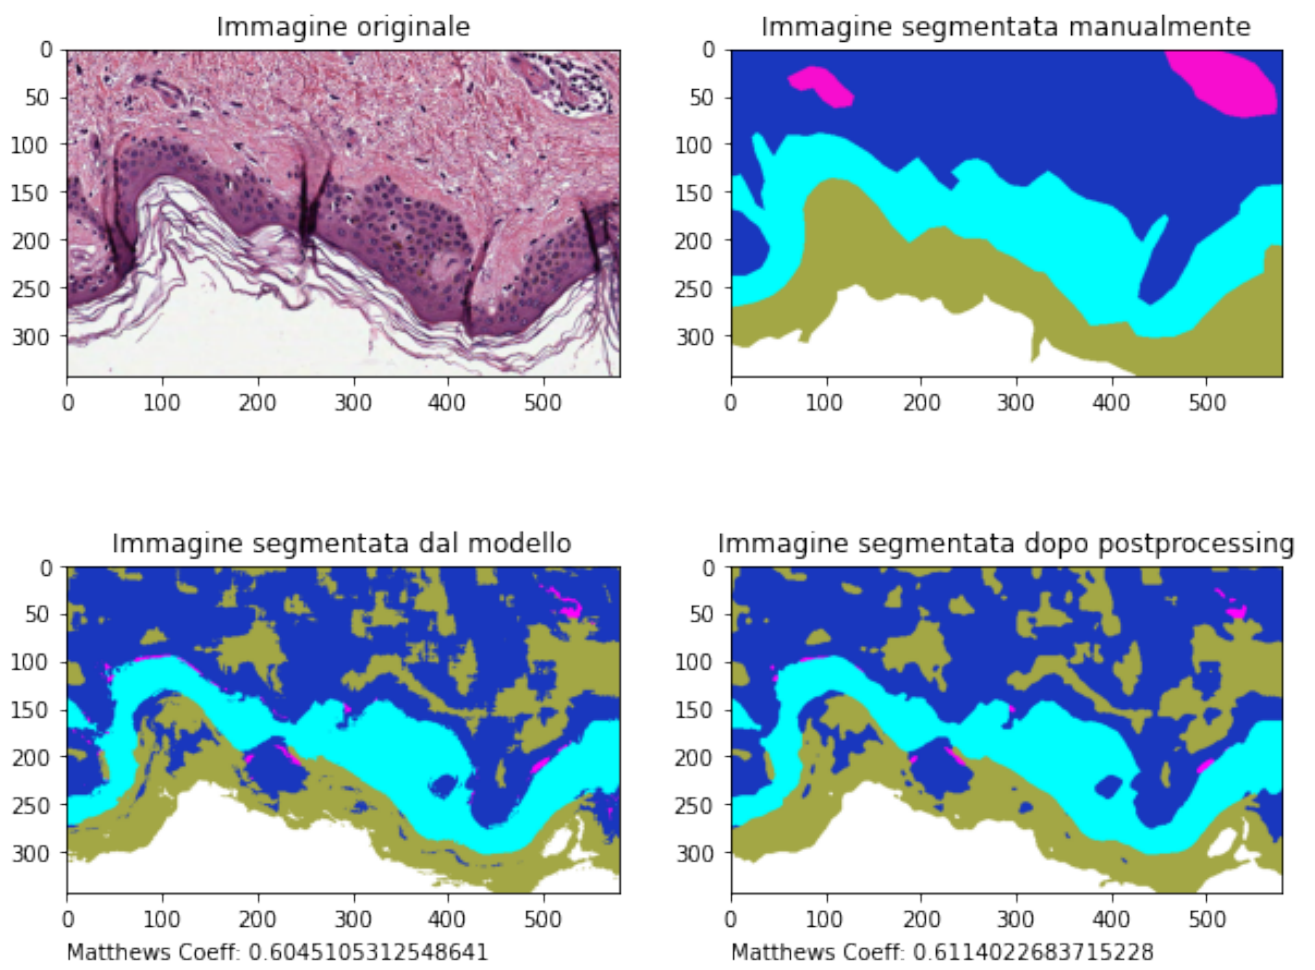 Immagine originale
0
50
100
150
200
250
300
0 100 200 300 400 500
Immagine segmentata manualmente
0
50
100
150
200
250
300
0 100 200 300 400 500
Immagine segmentata dal modello
0
50
100
150
200
250
300
0 100 200 300 400 500
Matthews Coeff: 0.6045105312548641
Immagine segmentata dopo postprocessing
0
50
100
150
200
250
300
0 100 200 300 400 500
Matthews Coeff: 0.6114022683715228